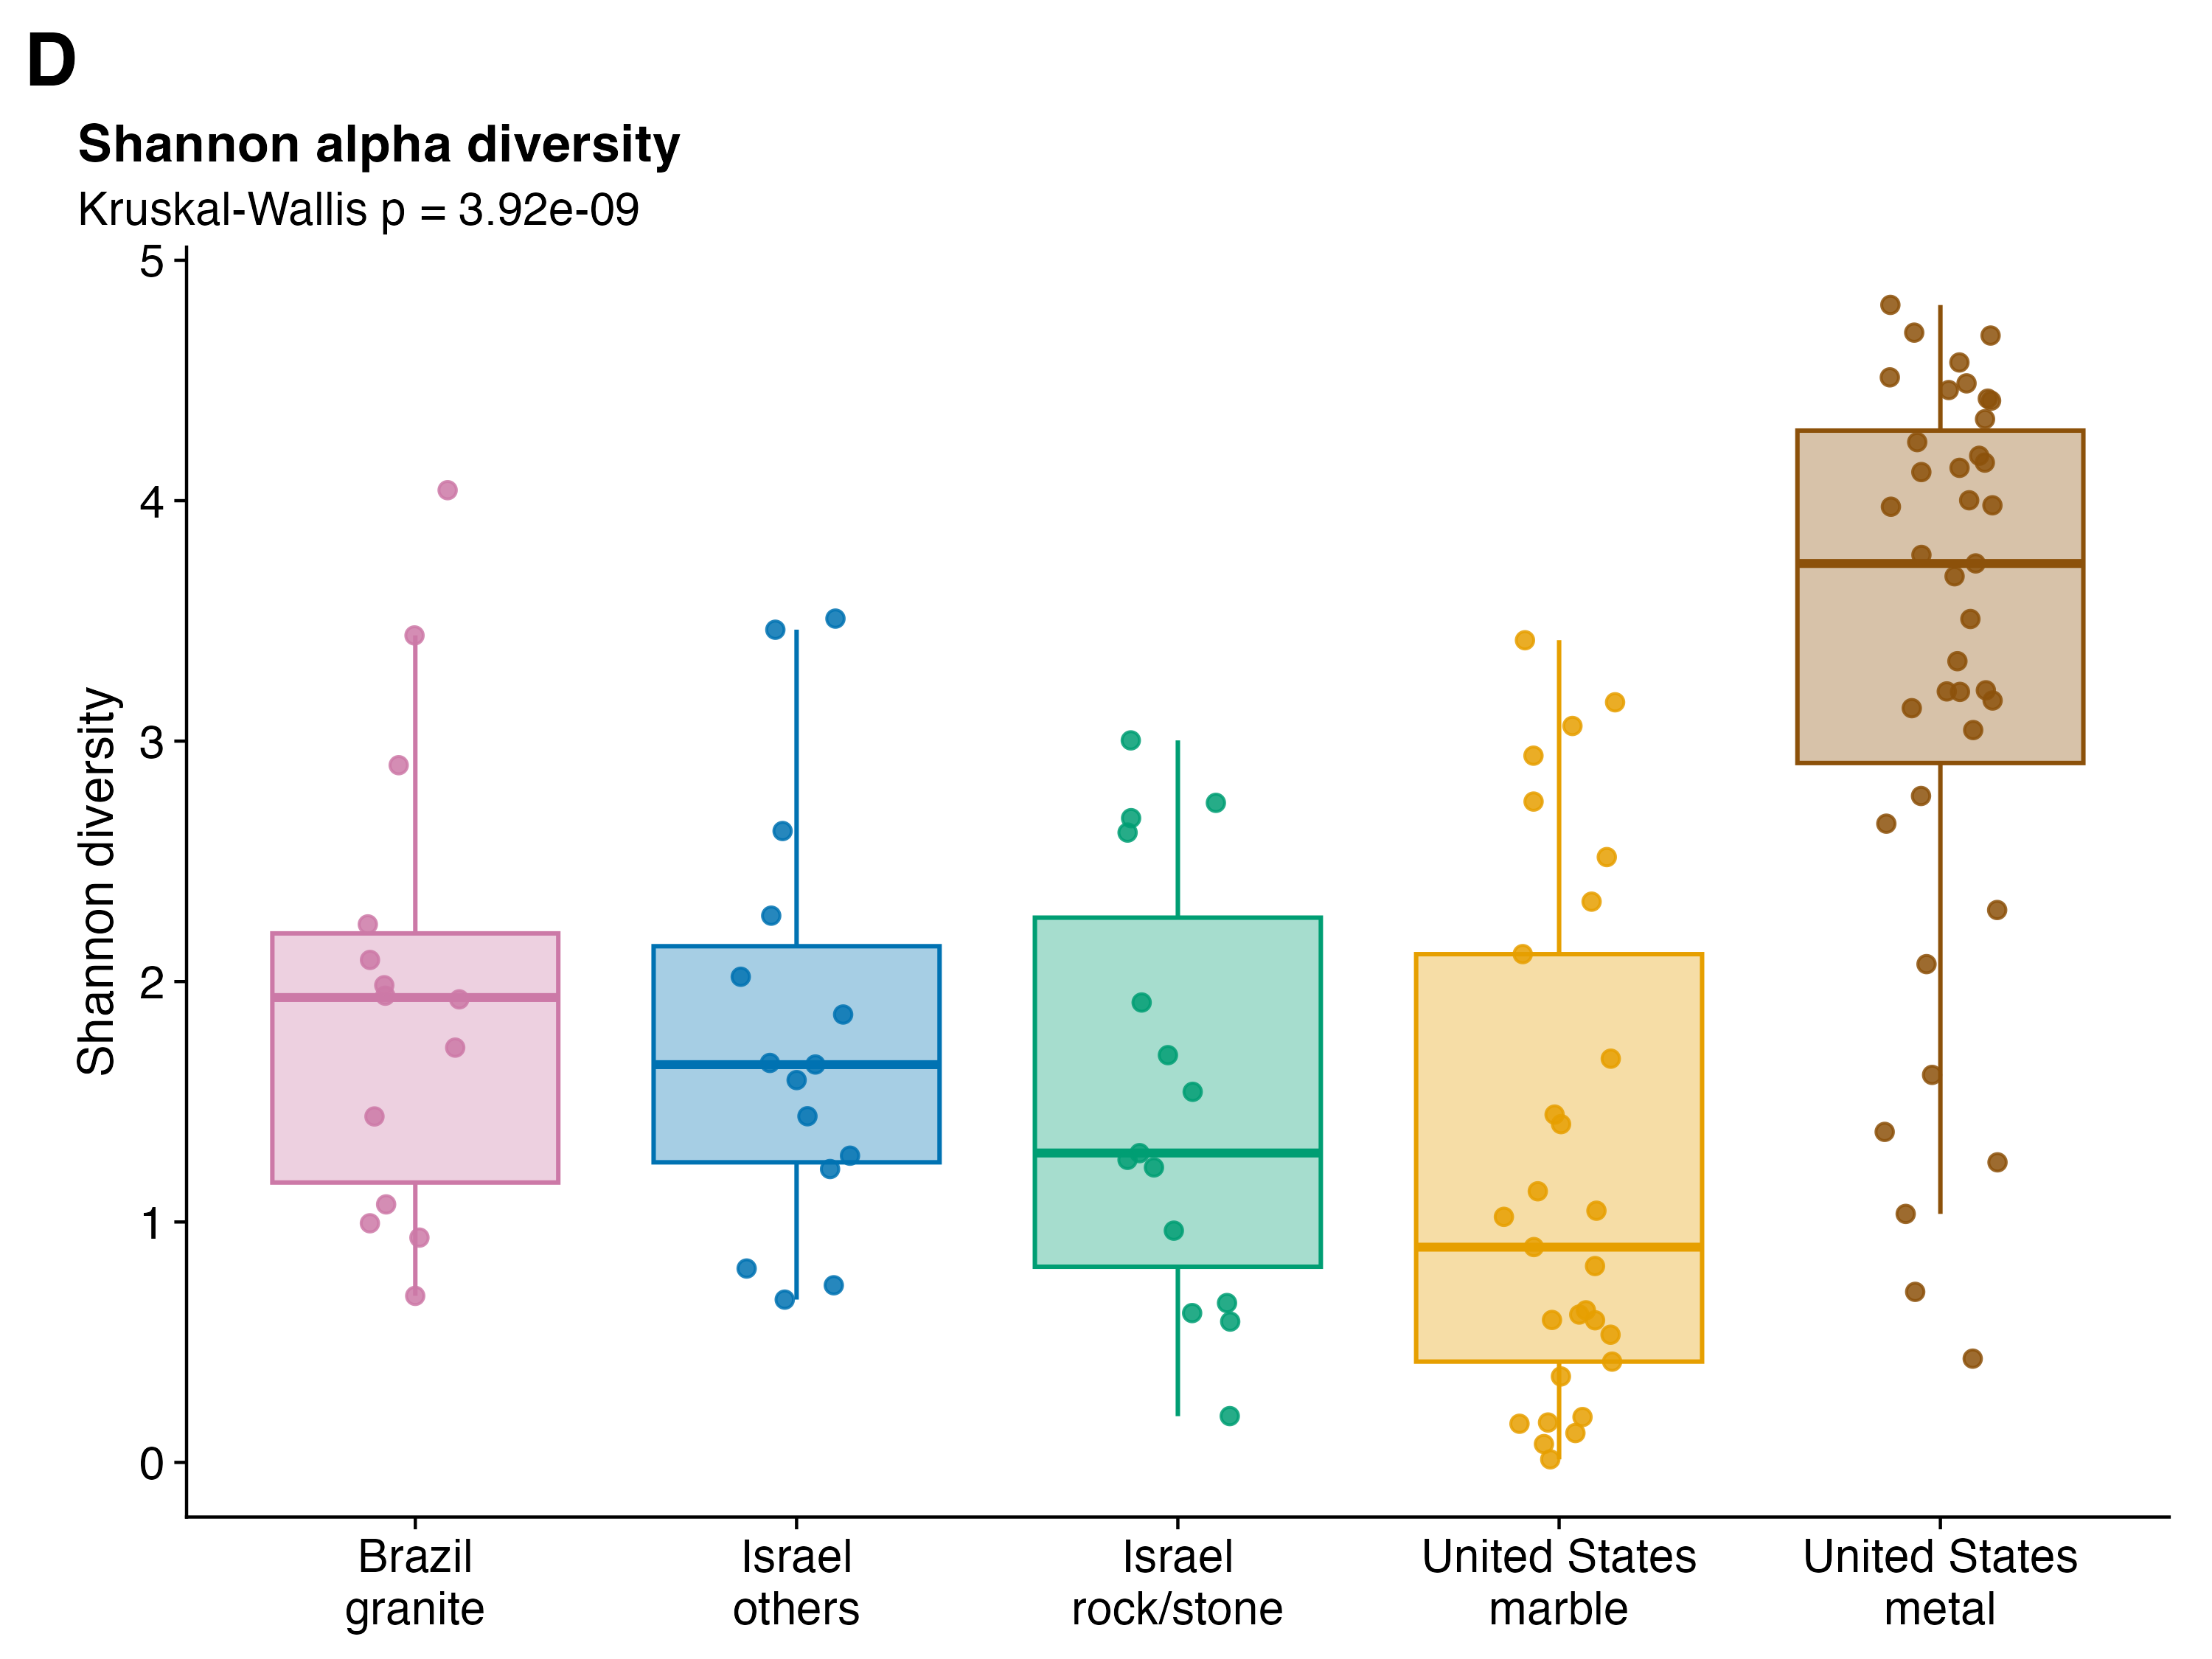 D
Shannon alpha diversity
Kruskal-Wallis p = 3.92e-09
Shannon diversity
5
4
3
2
1
0
Brazil
granite
Israel
others
Israel
rock/stone
United States
marble
United States
metal